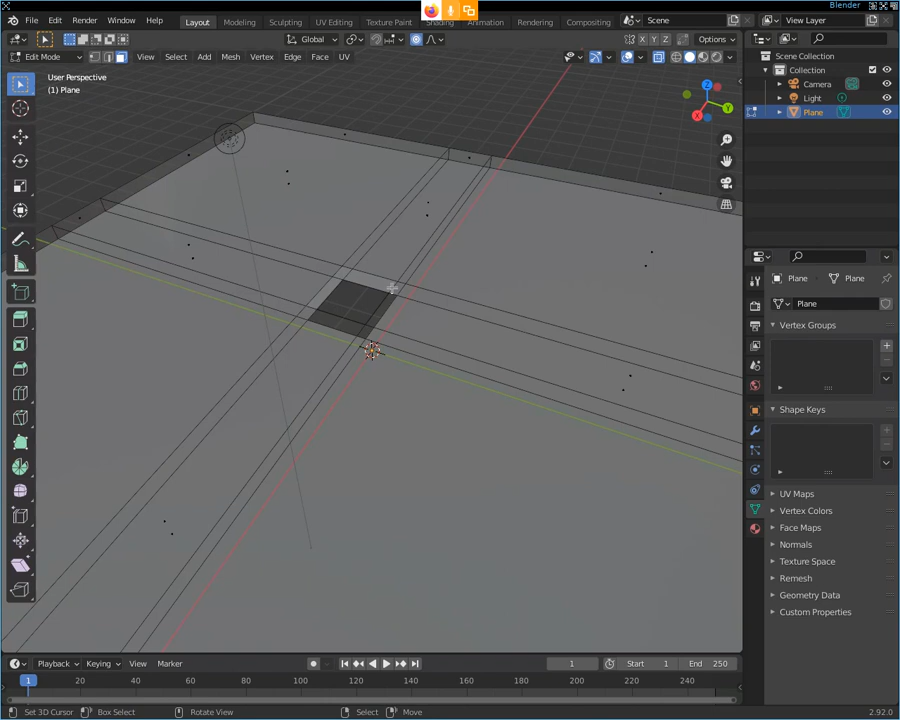 Blender
File Edit Render Window Help
Layout Modeling Sculpting UV Editing Texture Paint Shading Animation Rendering Compositing
Scene
View Layer
Global
X Y Z
Options
Edit Mode
View Select Add Mesh Vertex Edge Face UV
User Perspective
(1) Plane
X
Y
Z
Scene Collection
Collection
Camera
Light
Plane
Plane
Plane
Plane
Vertex Groups
Shape Keys
UV Maps
Vertex Colors
Face Maps
Normals
Texture Space
Remesh
Geometry Data
Custom Properties
Playback Keying View Marker
1
Start 1
End 250
1 20 40 60 80 100 120 140 160 180 200 220 240
Set 3D Cursor Box Select Rotate View Select Move
2.92.0